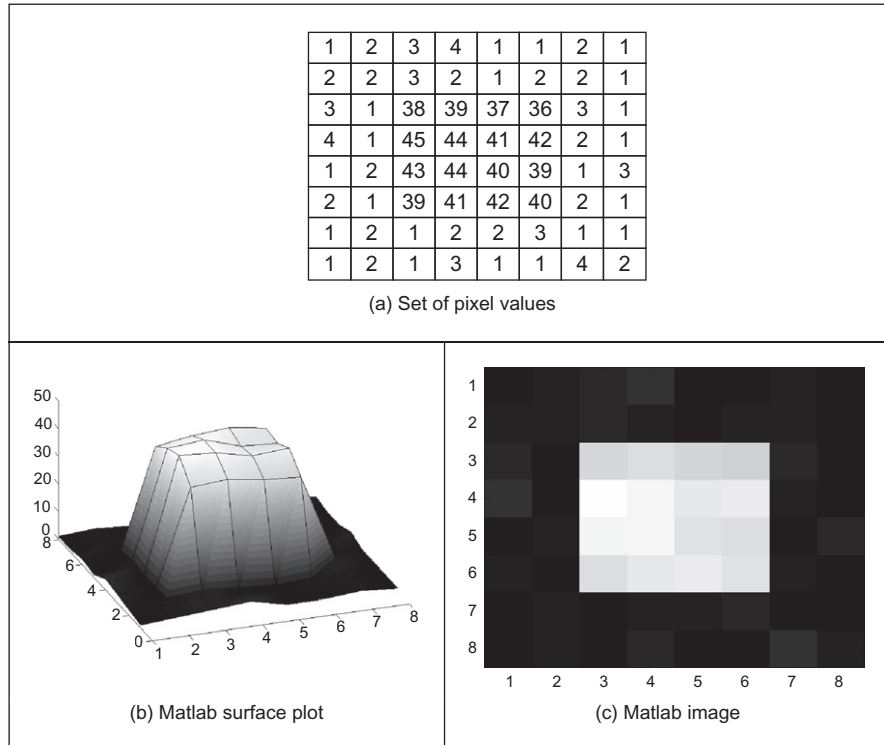 1 2 3 4 1 1 2 1
2 2 3 2 1 2 2 1
3 1 38 39 37 36 3 1
4 1 45 44 41 42 2 1
1 2 43 44 40 39 1 3
2 1 39 41 42 40 2 1
1 2 1 2 2 3 1 1
1 2 1 3 1 1 4 2
(a) Set of pixel values
50
40
30
20
10
0
8
6
4
2
0
1 2 3 4 5 6 7 8
(b) Matlab surface plot
1
2
3
4
5
6
7
8
1 2 3 4 5 6 7 8
(c) Matlab image